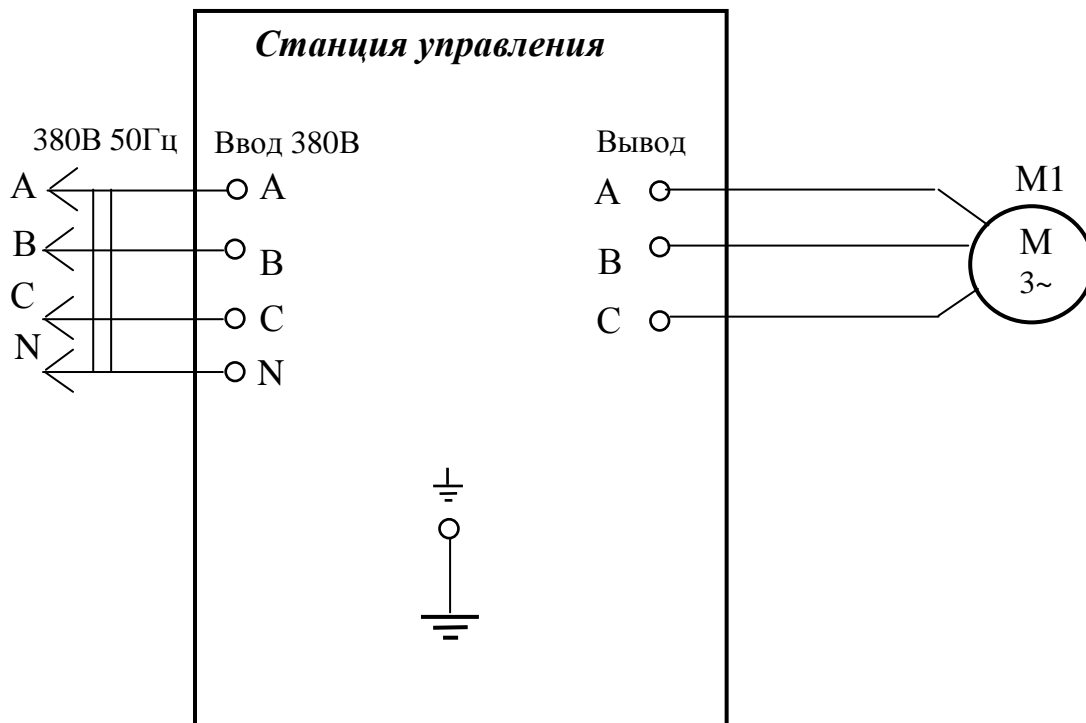 Станция управления
380В 50Гц
Ввод 380В
Вывод
A
A
A
M1
B
B
B
M
3~
C
C
C
N
N